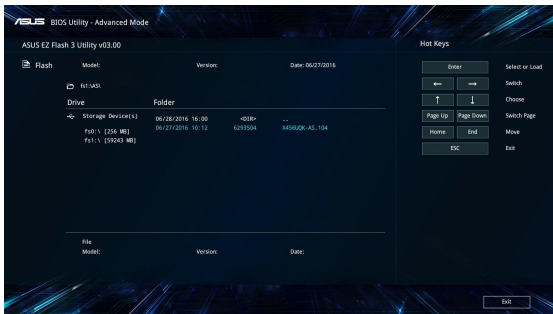 ASUS BIOS Utility - Advanced Mode
ASUS EZ Flash 3 Utility v03.00
Flash
Model: Version: Date: 06/27/2016
fs1:\AS\
Drive Folder
Storage Device(s)
fs0:\ [256 MB]
fs1:\ [59243 MB]
06/28/2016 16:00 <DIR> ..
06/27/2016 10:12 6293504 X456UQK-AS.104
File
Model: Version: Date:
Hot Keys
Enter Select or Load
← → Switch
↑ ↓ Choose
Page Up Page Down Switch Page
Home End Move
ESC Exit
Exit